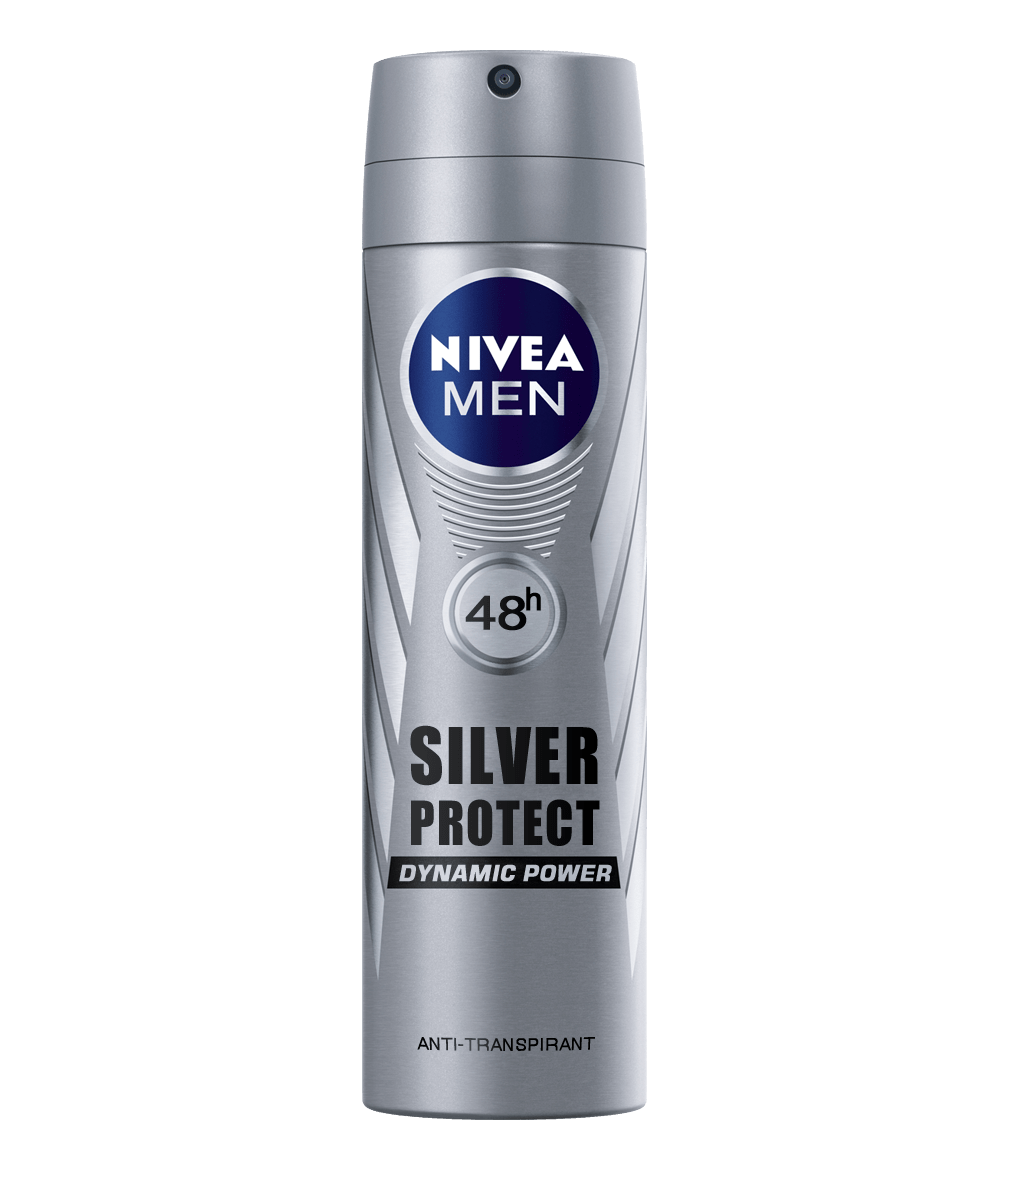 NIVEA
MEN
48h
SILVER
PROTECT
DYNAMIC POWER
ANTI-TRANSPIRANT